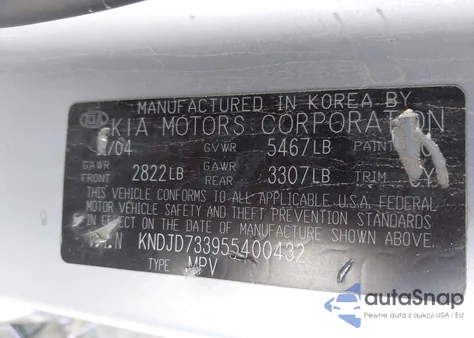 MANUFACTURED IN KOREA BY
KIA KIA MOTORS CORPORATION
/04 GVWR 5467LB PAINT
GAWR FRONT 2822LB GAWR REAR 3307LB TRIM
THIS VEHICLE CONFORMS TO ALL APPLICABLE U.S.A. FEDERAL
MOTOR VEHICLE SAFETY AND THEFT PREVENTION STANDARDS
IN EFFECT ON THE DATE OF MANUFACTURE SHOWN ABOVE.
KNDJD733955400432
TYPE MPV
autoSnap
Pewne auta z aukcji USA i EU